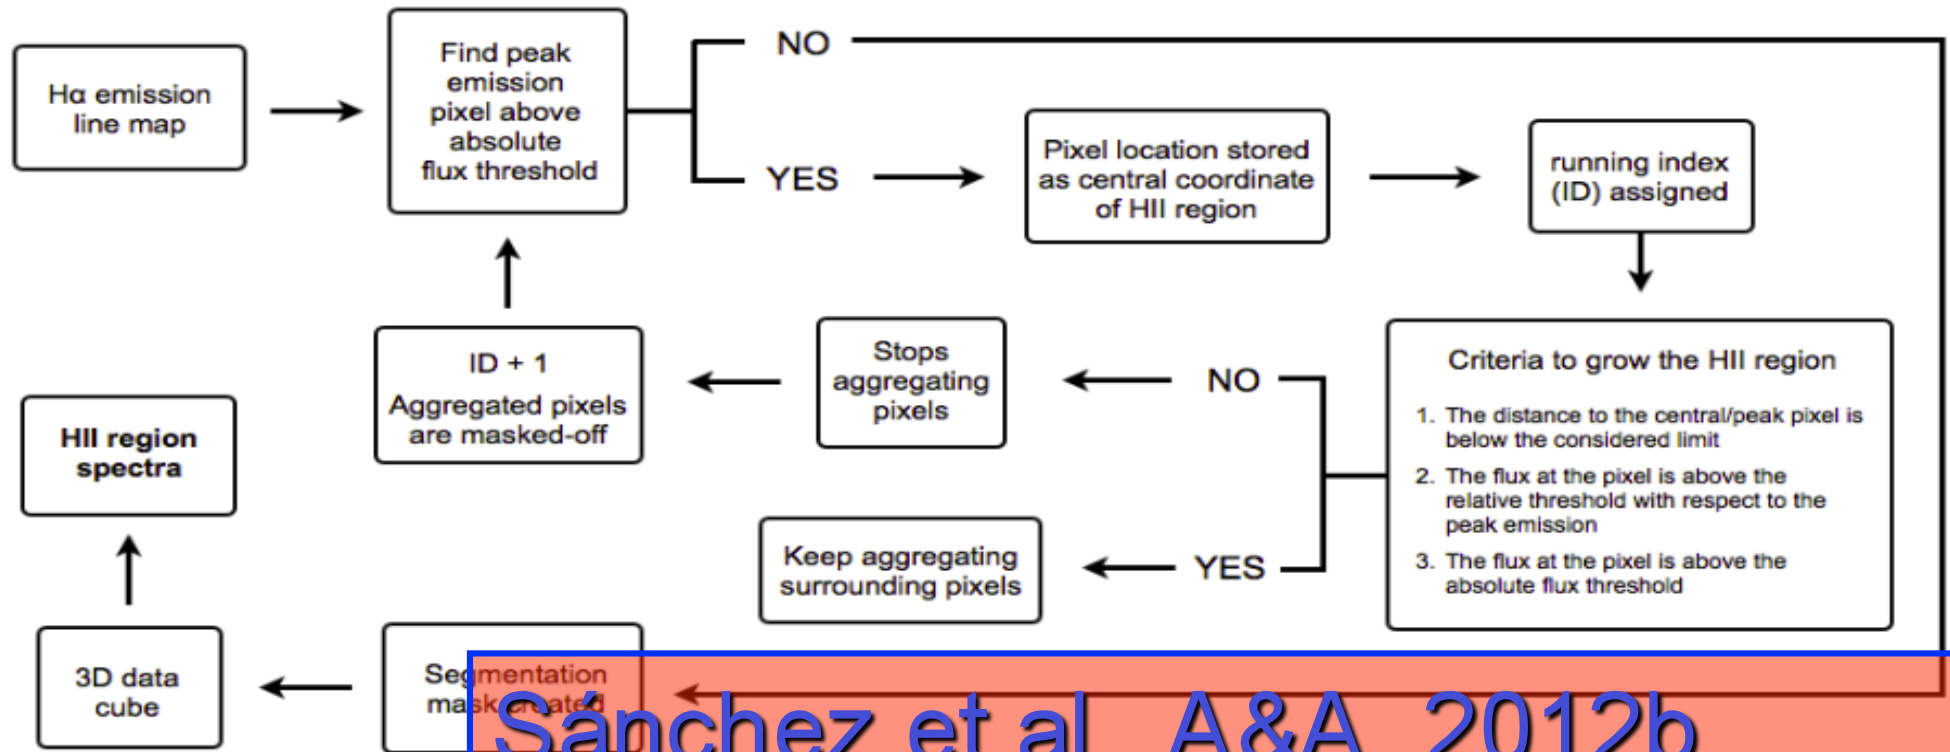 Hα emission
line map
Find peak
emission
pixel above
absolute
flux threshold
NO
YES
Pixel location stored
as central coordinate
of HII region
running index
(ID) assigned
Criteria to grow the HII region
1. The distance to the central/peak pixel is
below the considered limit
2. The flux at the pixel is above the
relative threshold with respect to the
peak emission
3. The flux at the pixel is above the
absolute flux threshold
NO
Stops
aggregating
pixels
ID + 1
Aggregated pixels
are masked-off
YES
Keep aggregating
surrounding pixels
Segmentation
mask created
3D data
cube
HII region
spectra
Sánchez et al. A&A, 2012b